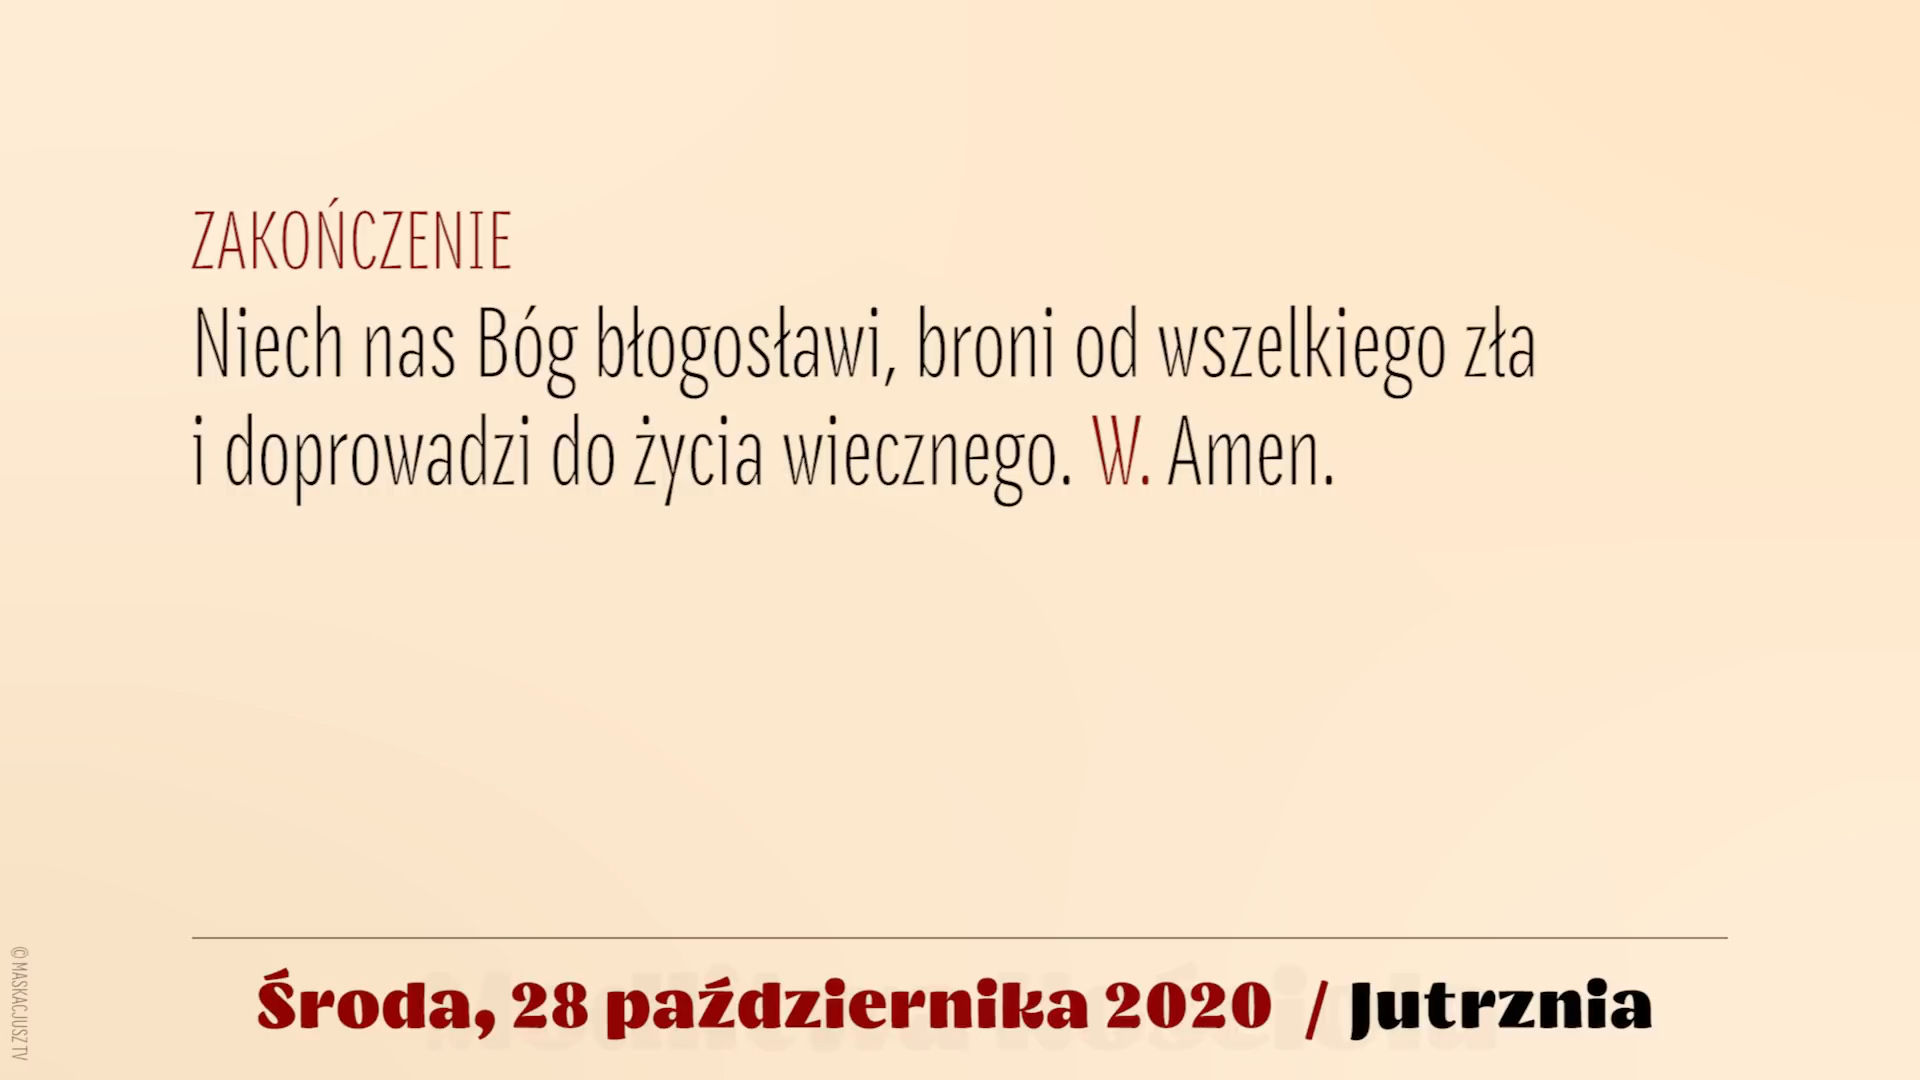 ZAKOŃCZENIE
Niech nas Bóg błogosławi, broni od wszelkiego zła
i doprowadzi do życia wiecznego. W. Amen.
Środa, 28 października 2020 / Jutrznia
© MASKACJUSZ TV